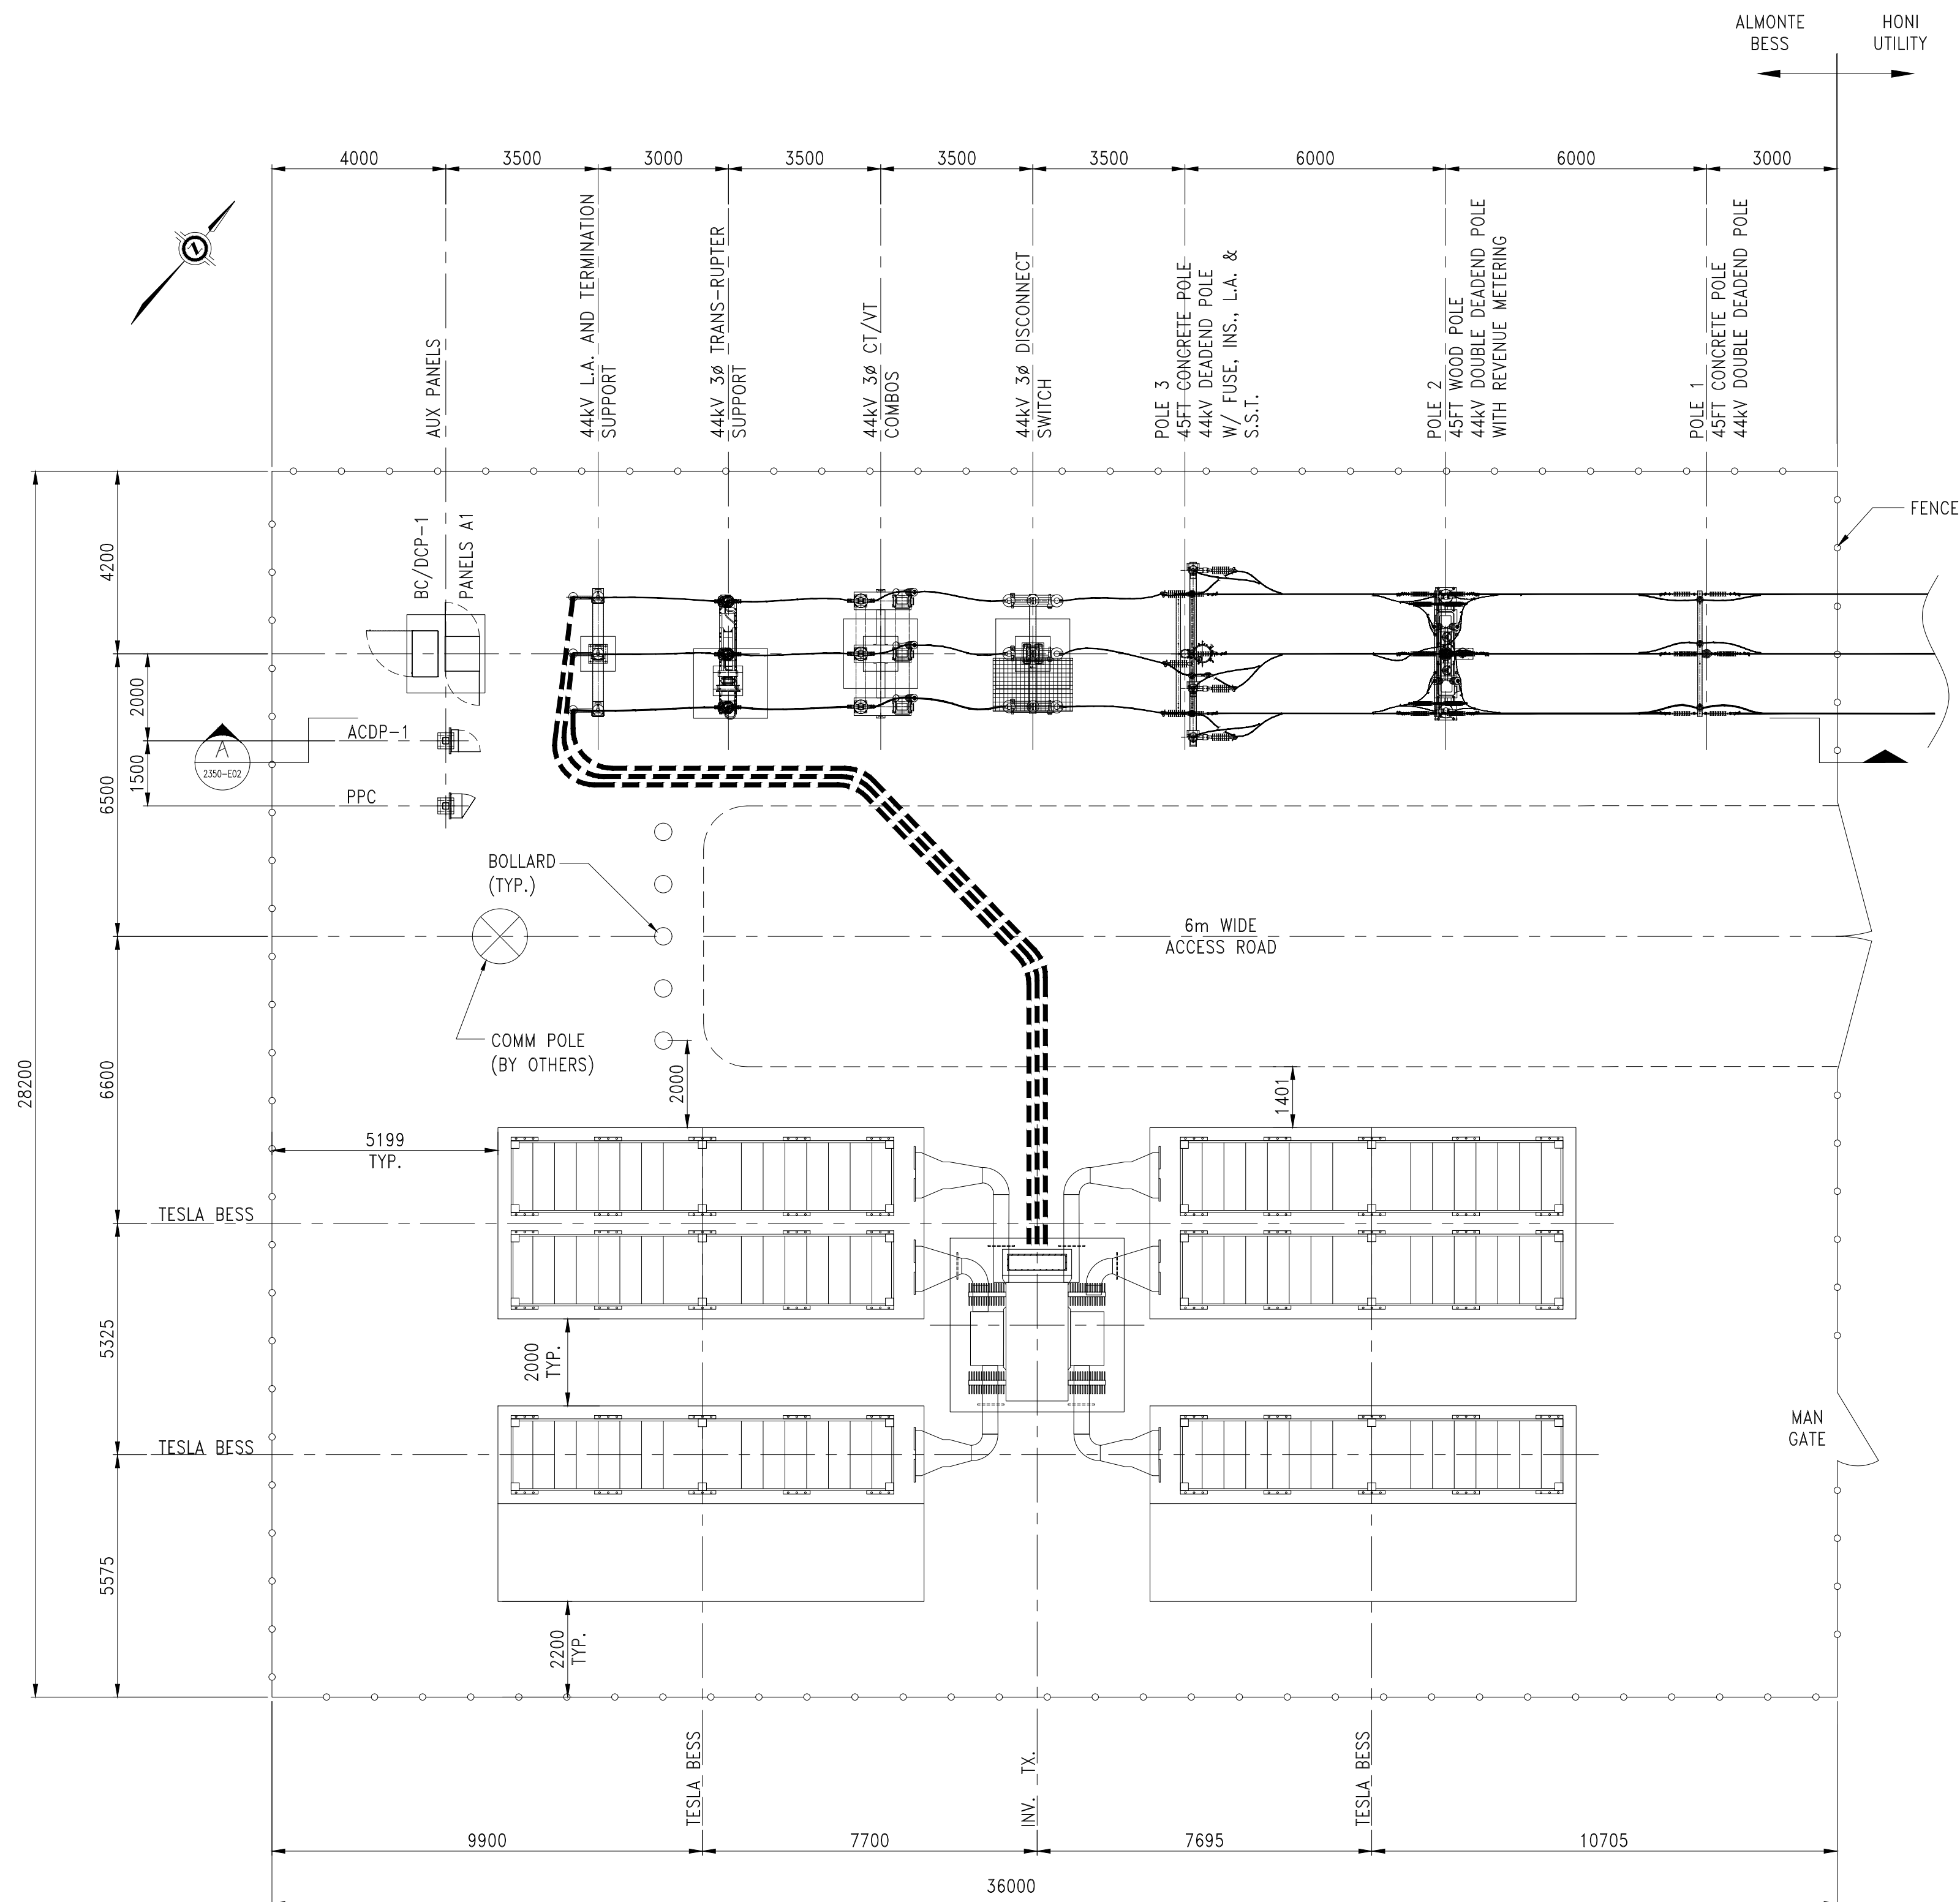 ALMONTE
BESS
HONI
UTILITY
4000
3500
3000
3500
3500
3500
6000
6000
3000
AUX PANELS
44kV L.A. AND TERMINATION
SUPPORT
44kV 3ø TRANS-RUPTER
SUPPORT
44kV 3ø CT/VT
COMBOS
44kV 3ø DISCONNECT
SWITCH
POLE 3
45FT CONCRETE POLE
44kV DEADEND POLE
W/ FUSE, INS., L.A. &
S.S.T.
POLE 2
45FT WOOD POLE
44kV DOUBLE DEADEND POLE
WITH REVENUE METERING
POLE 1
45FT CONCRETE POLE
44kV DOUBLE DEADEND POLE
Z
FENCE
BC/DCP-1
PANELS A1
4200
2000
1500
6500
6600
5325
5575
28200
A
2350-E02
ACDP-1
PPC
BOLLARD
(TYP.)
COMM POLE
(BY OTHERS)
6m WIDE
ACCESS ROAD
2000
1401
5199
TYP.
TESLA BESS
2000
TYP.
TESLA BESS
MAN
GATE
2200
TYP.
TESLA BESS
INV. TX.
TESLA BESS
9900
7700
7695
10705
36000